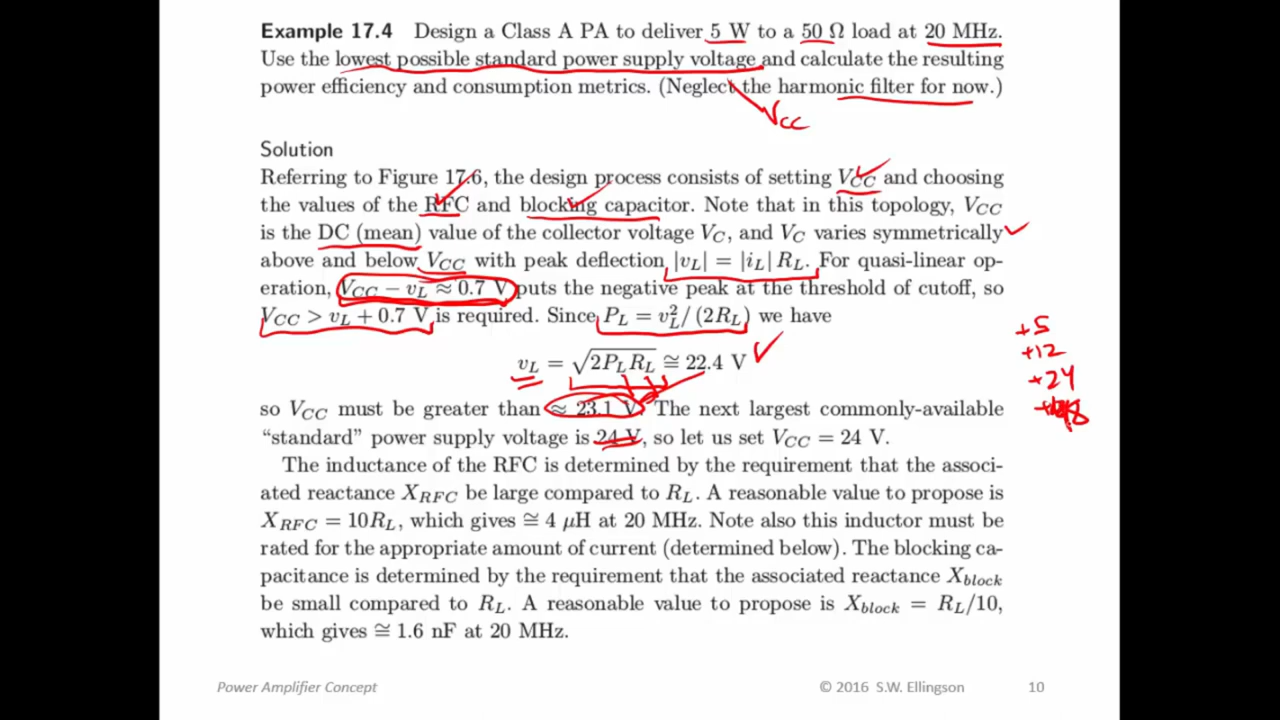 Example 17.4 Design a Class A PA to deliver 5 W to a 50 Ω load at 20 MHz.
Use the lowest possible standard power supply voltage and calculate the resulting
power efficiency and consumption metrics. (Neglect the harmonic filter for now.)
Vcc
Solution
Referring to Figure 17.6, the design process consists of setting VCC and choosing
the values of the RFC and blocking capacitor. Note that in this topology, VCC
is the DC (mean) value of the collector voltage VC, and VC varies symmetrically
above and below VCC with peak deflection |vL| = |iL| RL. For quasi-linear op-
eration, VCC − vL ≈ 0.7 V puts the negative peak at the threshold of cutoff, so
VCC > vL + 0.7 V is required. Since PL = vL²/ (2RL) we have
+5
+12
+24
vL = √2PLRL ≅ 22.4 V
so VCC must be greater than ≈ 23.1 V. The next largest commonly-available
“standard” power supply voltage is 24 V, so let us set VCC = 24 V.
The inductance of the RFC is determined by the requirement that the associ-
ated reactance XRFC be large compared to RL. A reasonable value to propose is
XRFC = 10RL, which gives ≅ 4 μH at 20 MHz. Note also this inductor must be
rated for the appropriate amount of current (determined below). The blocking ca-
pacitance is determined by the requirement that the associated reactance Xblock
be small compared to RL. A reasonable value to propose is Xblock = RL/10,
which gives ≅ 1.6 nF at 20 MHz.
Power Amplifier Concept
© 2016 S.W. Ellingson
10